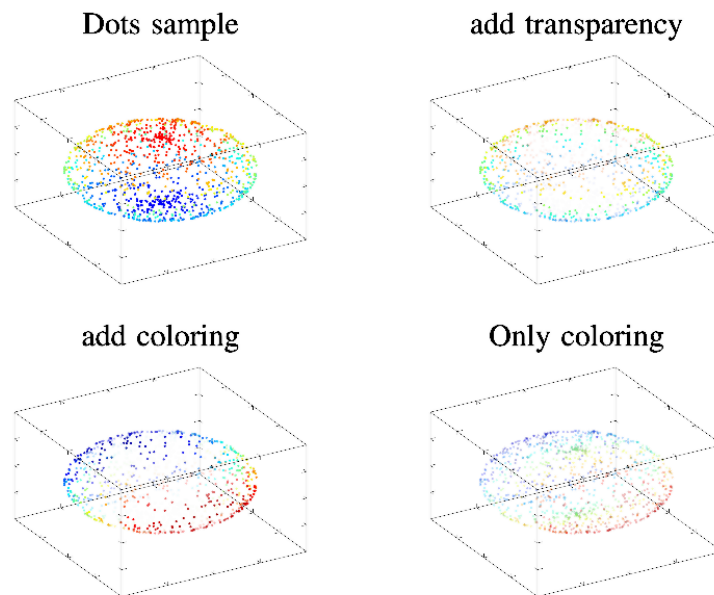 Dots sample
add transparency
add coloring
Only coloring